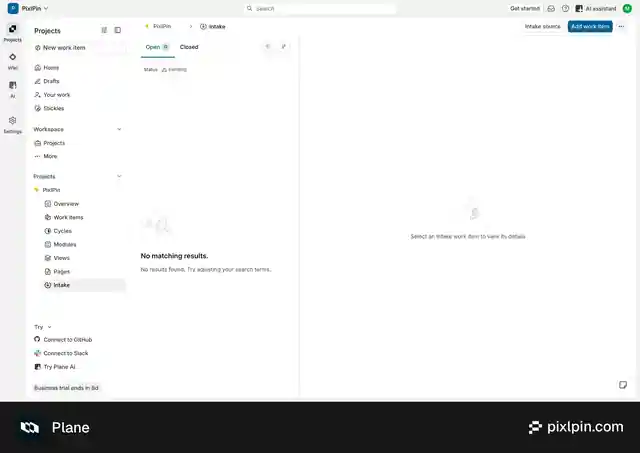 P PixlPin
Search
Get started
AI assistant
M
Projects
Wiki
AI
Settings
Projects
New work item
Home
Drafts
Your work
Stickies
Workspace
Projects
More
Projects
PixlPin
Overview
Work items
Cycles
Modules
Views
Pages
Intake
Try
Connect to GitHub
Connect to Slack
Try Plane AI
Business trial ends in 8d
PixlPin > Intake
Intake source
Add work item
Open 0
Closed
Status Pending
No matching results.
No results found. Try adjusting your search terms.
Select an Intake work item to view its details.
Plane
pixlpin.com